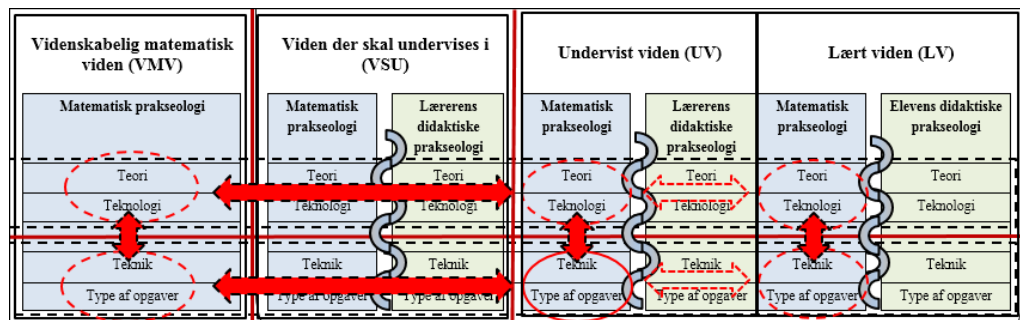 Videnskabelig matematisk
viden (VMV)
Viden der skal undervises i
(VSU)
Undervist viden (UV)
Lært viden (LV)
Matematisk prakseologi
Matematisk
prakseologi
Lærerens
didaktiske
prakseologi
Matematisk
prakseologi
Lærerens
didaktiske
prakseologi
Matematisk
prakseologi
Elevens didaktiske
prakseologi
Teori
Teori
Teori
Teori
Teori
Teori
Teori
Teknologi
Teknologi
Teknologi
Teknologi
Teknologi
Teknologi
Teknologi
Teknik
Teknik
Teknik
Teknik
Teknik
Teknik
Teknik
Type af opgaver
Type af opgaver
Type af opgaver
Type af opgaver
Type af opgaver
Type af opgaver
Type af opgaver